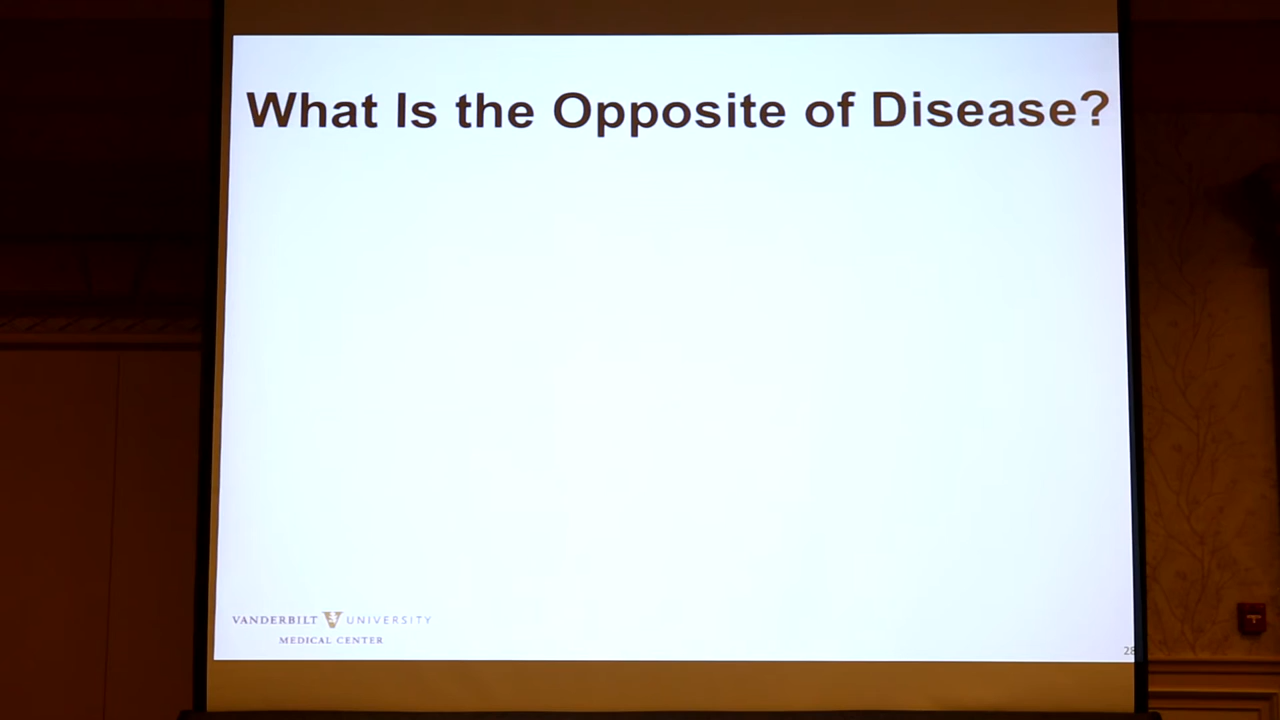 What Is the Opposite of Disease?
VANDERBILT V UNIVERSITY
MEDICAL CENTER